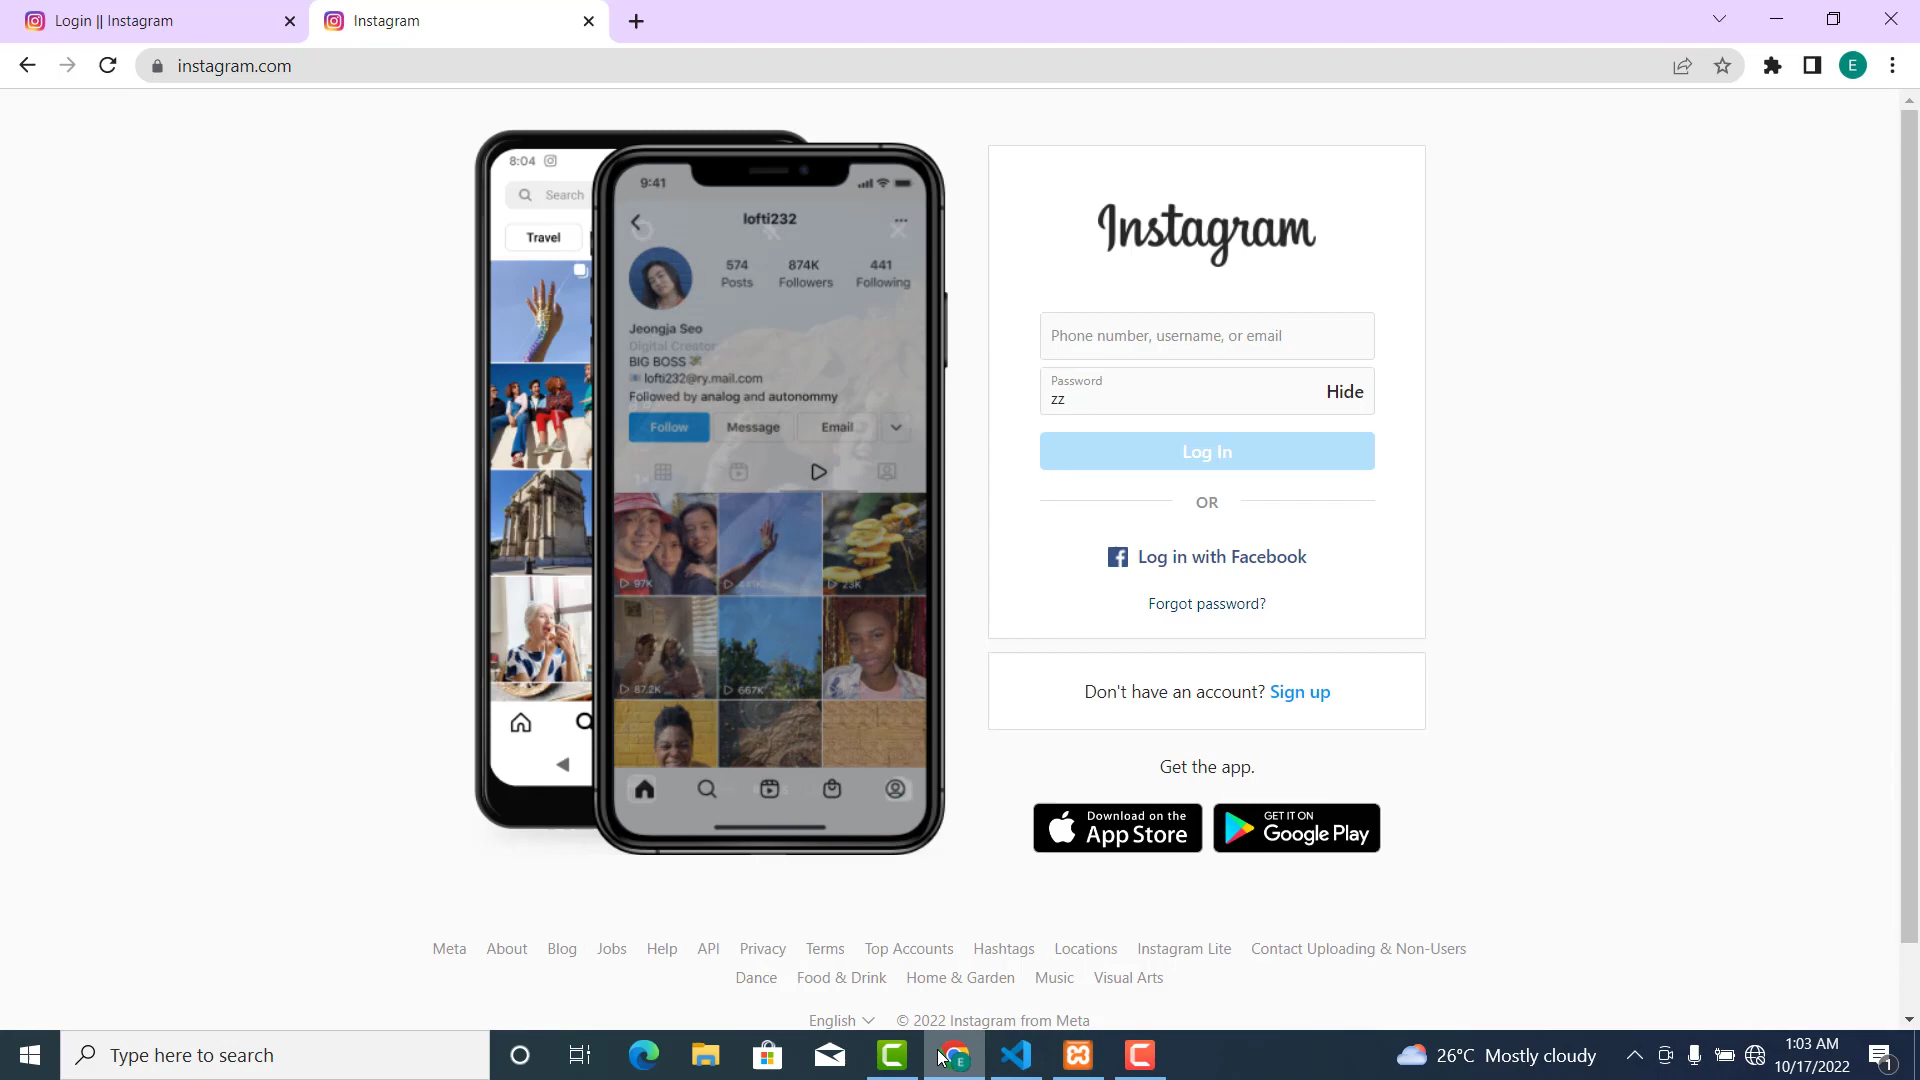 Login || Instagram
Instagram
instagram.com
E
8:04
Search
Travel
9:41
lofti232
574
874K
441
Posts
Followers
Following
Jeongja Seo
Digital Creator
BIG BOSS
lofti232@ry.mail.com
Followed by analog and autonommy
Follow
Message
Email
97K
23K
87.2K
667K
Instagram
Phone number, username, or email
Password
zz
Hide
Log In
OR
Log in with Facebook
Forgot password?
Don't have an account? Sign up
Get the app.
Download on the
App Store
GET IT ON
Google Play
Meta About Blog Jobs Help API Privacy Terms Top Accounts Hashtags Locations Instagram Lite Contact Uploading & Non-Users
Dance Food & Drink Home & Garden Music Visual Arts
English © 2022 Instagram from Meta
Type here to search
E
26°C Mostly cloudy
1:03 AM
10/17/2022
1